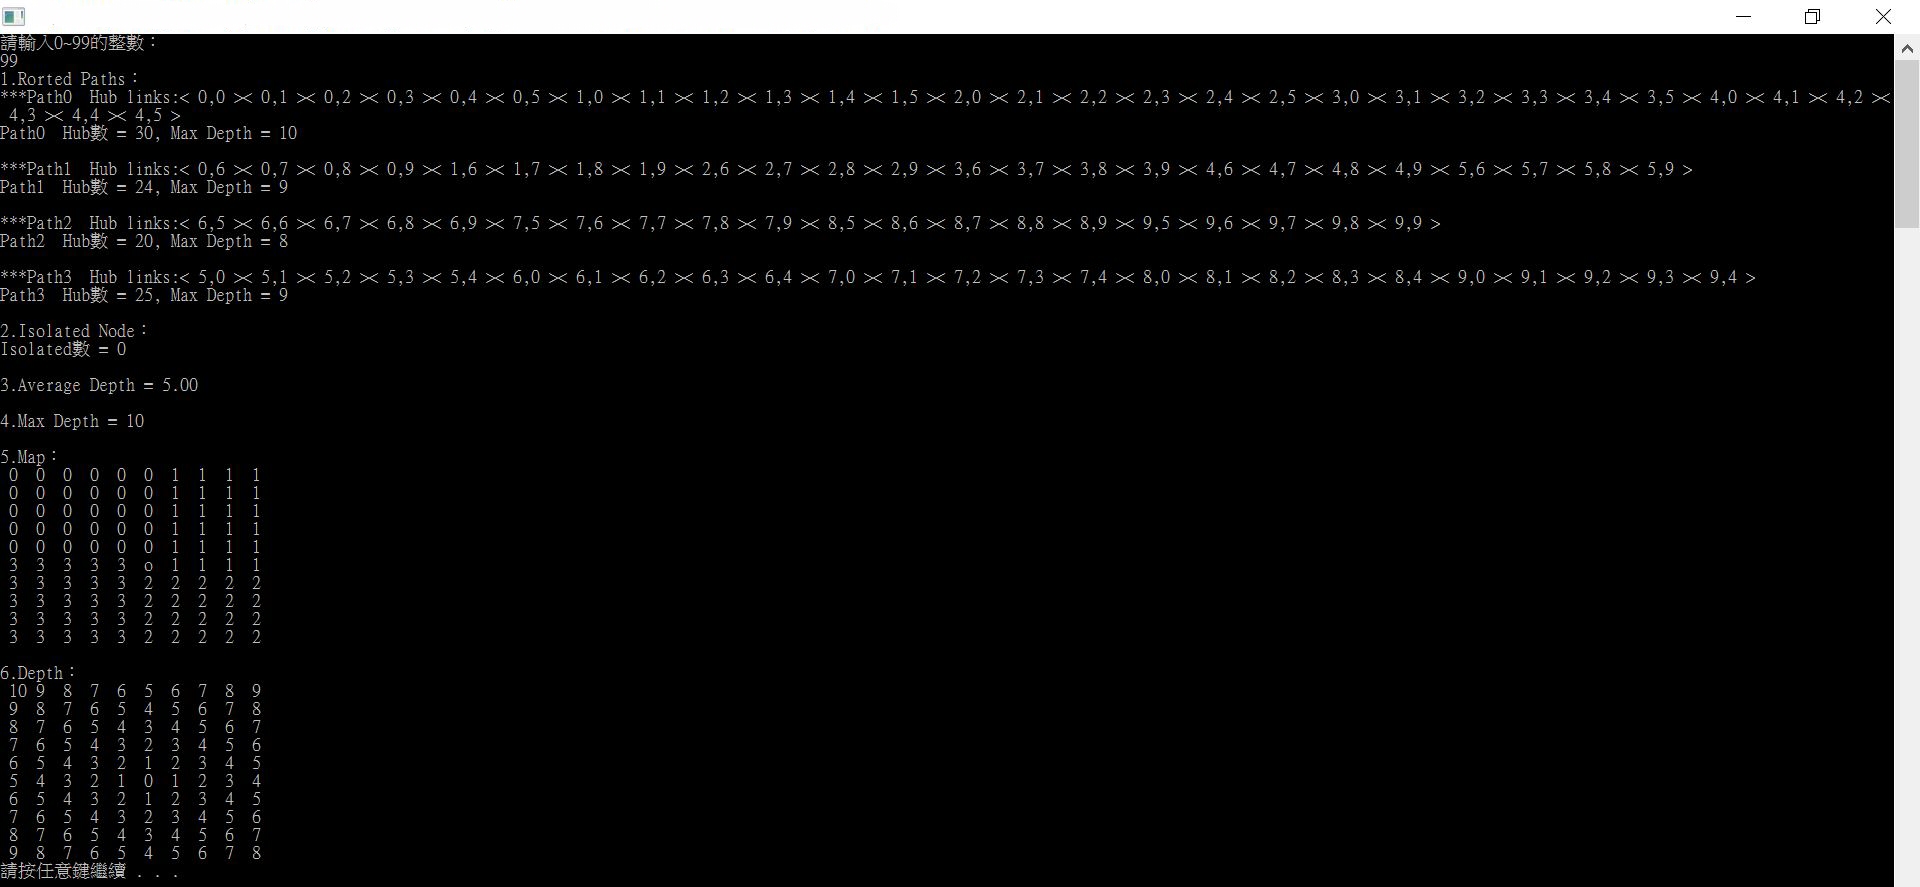 請輸入0~99的整數：
99
1.Rorted Paths：
***Path0  Hub links:< 0,0 >< 0,1 >< 0,2 >< 0,3 >< 0,4 >< 0,5 >< 1,0 >< 1,1 >< 1,2 >< 1,3 >< 1,4 >< 1,5 >< 2,0 >< 2,1 >< 2,2 >< 2,3 >< 2,4 >< 2,5 >< 3,0 >< 3,1 >< 3,2 >< 3,3 >< 3,4 >< 3,5 >< 4,0 >< 4,1 >< 4,2 ><
 4,3 >< 4,4 >< 4,5 >
Path0  Hub數 = 30, Max Depth = 10
***Path1  Hub links:< 0,6 >< 0,7 >< 0,8 >< 0,9 >< 1,6 >< 1,7 >< 1,8 >< 1,9 >< 2,6 >< 2,7 >< 2,8 >< 2,9 >< 3,6 >< 3,7 >< 3,8 >< 3,9 >< 4,6 >< 4,7 >< 4,8 >< 4,9 >< 5,6 >< 5,7 >< 5,8 >< 5,9 >
Path1  Hub數 = 24, Max Depth = 9
***Path2  Hub links:< 6,5 >< 6,6 >< 6,7 >< 6,8 >< 6,9 >< 7,5 >< 7,6 >< 7,7 >< 7,8 >< 7,9 >< 8,5 >< 8,6 >< 8,7 >< 8,8 >< 8,9 >< 9,5 >< 9,6 >< 9,7 >< 9,8 >< 9,9 >
Path2  Hub數 = 20, Max Depth = 8
***Path3  Hub links:< 5,0 >< 5,1 >< 5,2 >< 5,3 >< 5,4 >< 6,0 >< 6,1 >< 6,2 >< 6,3 >< 6,4 >< 7,0 >< 7,1 >< 7,2 >< 7,3 >< 7,4 >< 8,0 >< 8,1 >< 8,2 >< 8,3 >< 8,4 >< 9,0 >< 9,1 >< 9,2 >< 9,3 >< 9,4 >
Path3  Hub數 = 25, Max Depth = 9
2.Isolated Node：
Isolated數 = 0
3.Average Depth = 5.00
4.Max Depth = 10
5.Map：
0  0  0  0  0  0  1  1  1  1
0  0  0  0  0  0  1  1  1  1
0  0  0  0  0  0  1  1  1  1
0  0  0  0  0  0  1  1  1  1
0  0  0  0  0  0  1  1  1  1
3  3  3  3  3  o  1  1  1  1
3  3  3  3  3  2  2  2  2  2
3  3  3  3  3  2  2  2  2  2
3  3  3  3  3  2  2  2  2  2
3  3  3  3  3  2  2  2  2  2
6.Depth：
10 9  8  7  6  5  6  7  8  9
9  8  7  6  5  4  5  6  7  8
8  7  6  5  4  3  4  5  6  7
7  6  5  4  3  2  3  4  5  6
6  5  4  3  2  1  2  3  4  5
5  4  3  2  1  0  1  2  3  4
6  5  4  3  2  1  2  3  4  5
7  6  5  4  3  2  3  4  5  6
8  7  6  5  4  3  4  5  6  7
9  8  7  6  5  4  5  6  7  8
請按任意鍵繼續 . . .